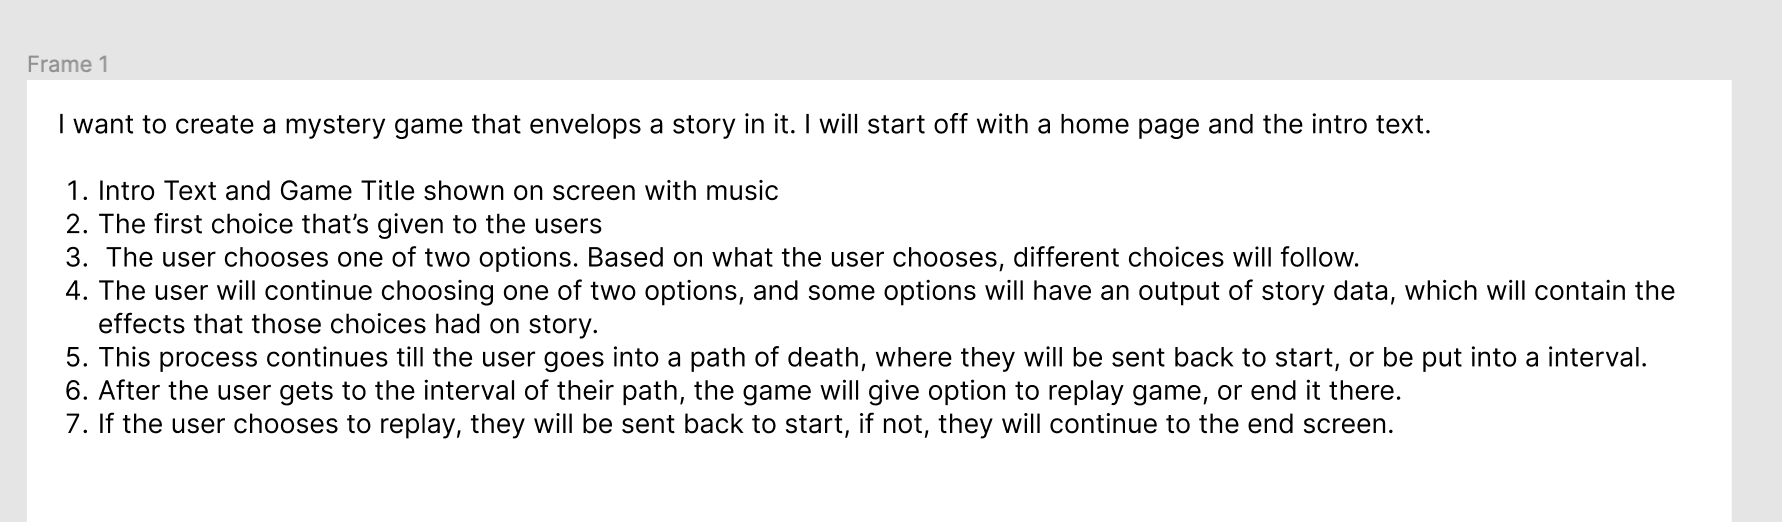 Frame 1
I want to create a mystery game that envelops a story in it. I will start off with a home page and the intro text.
1. Intro Text and Game Title shown on screen with music
2. The first choice that’s given to the users
3.  The user chooses one of two options. Based on what the user chooses, different choices will follow.
4. The user will continue choosing one of two options, and some options will have an output of story data, which will contain the
effects that those choices had on story.
5. This process continues till the user goes into a path of death, where they will be sent back to start, or be put into a interval.
6. After the user gets to the interval of their path, the game will give option to replay game, or end it there.
7. If the user chooses to replay, they will be sent back to start, if not, they will continue to the end screen.